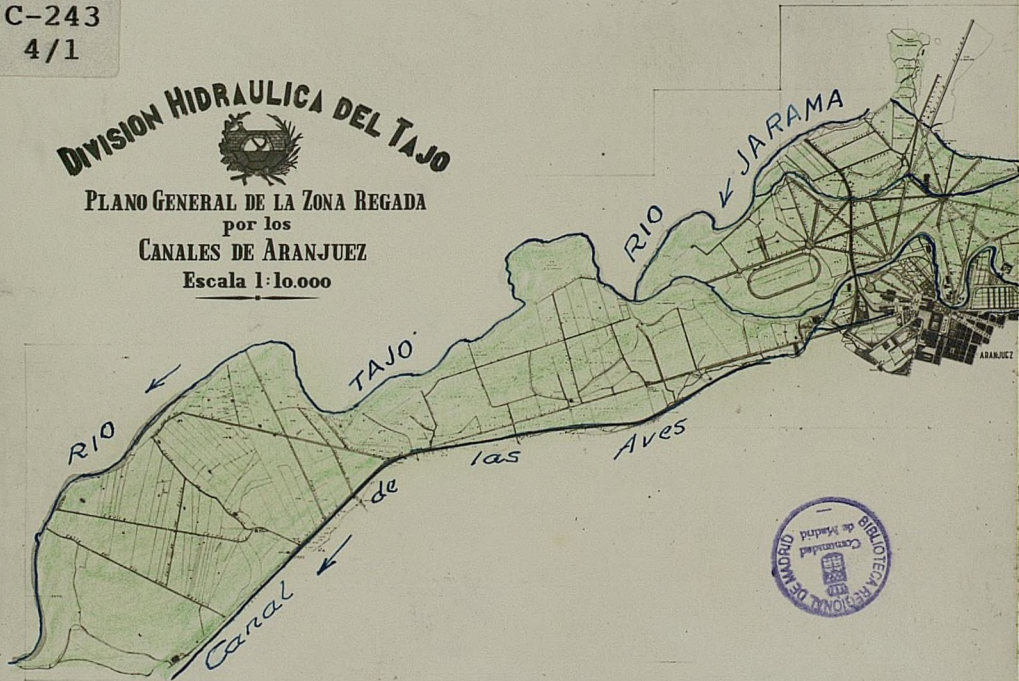 C-243
4/1
DIVISION HIDRAULICA DEL TAJO
PLANO GENERAL DE LA ZONA REGADA
por los
CANALES DE ARANJUEZ
Escala 1:10.000
RIO JARAMA
RIO TAJO
ARANJUEZ
Canal de las Aves
BIBLIOTECA REGIONAL DE MADRID
Comunidad
de Madrid